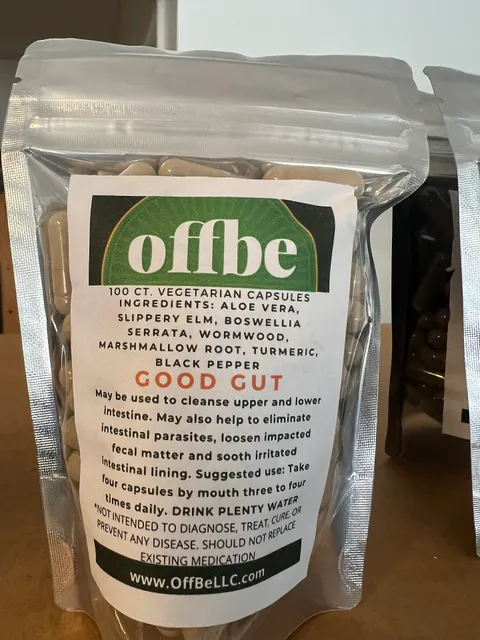 offbe
100 CT. VEGETARIAN CAPSULES
INGREDIENTS: ALOE VERA,
SLIPPERY ELM, BOSWELLIA
SERRATA, WORMWOOD,
MARSHMALLOW ROOT, TURMERIC,
BLACK PEPPER
GOOD GUT
May be used to cleanse upper and lower
intestine. May also help to eliminate
intestinal parasites, loosen impacted
fecal matter and sooth irritated
intestinal lining. Suggested use: Take
four capsules by mouth three to four
times daily. DRINK PLENTY WATER
*NOT INTENDED TO DIAGNOSE, TREAT, CURE, OR
PREVENT ANY DISEASE. SHOULD NOT REPLACE
EXISTING MEDICATION
www.OffBeLLC.com